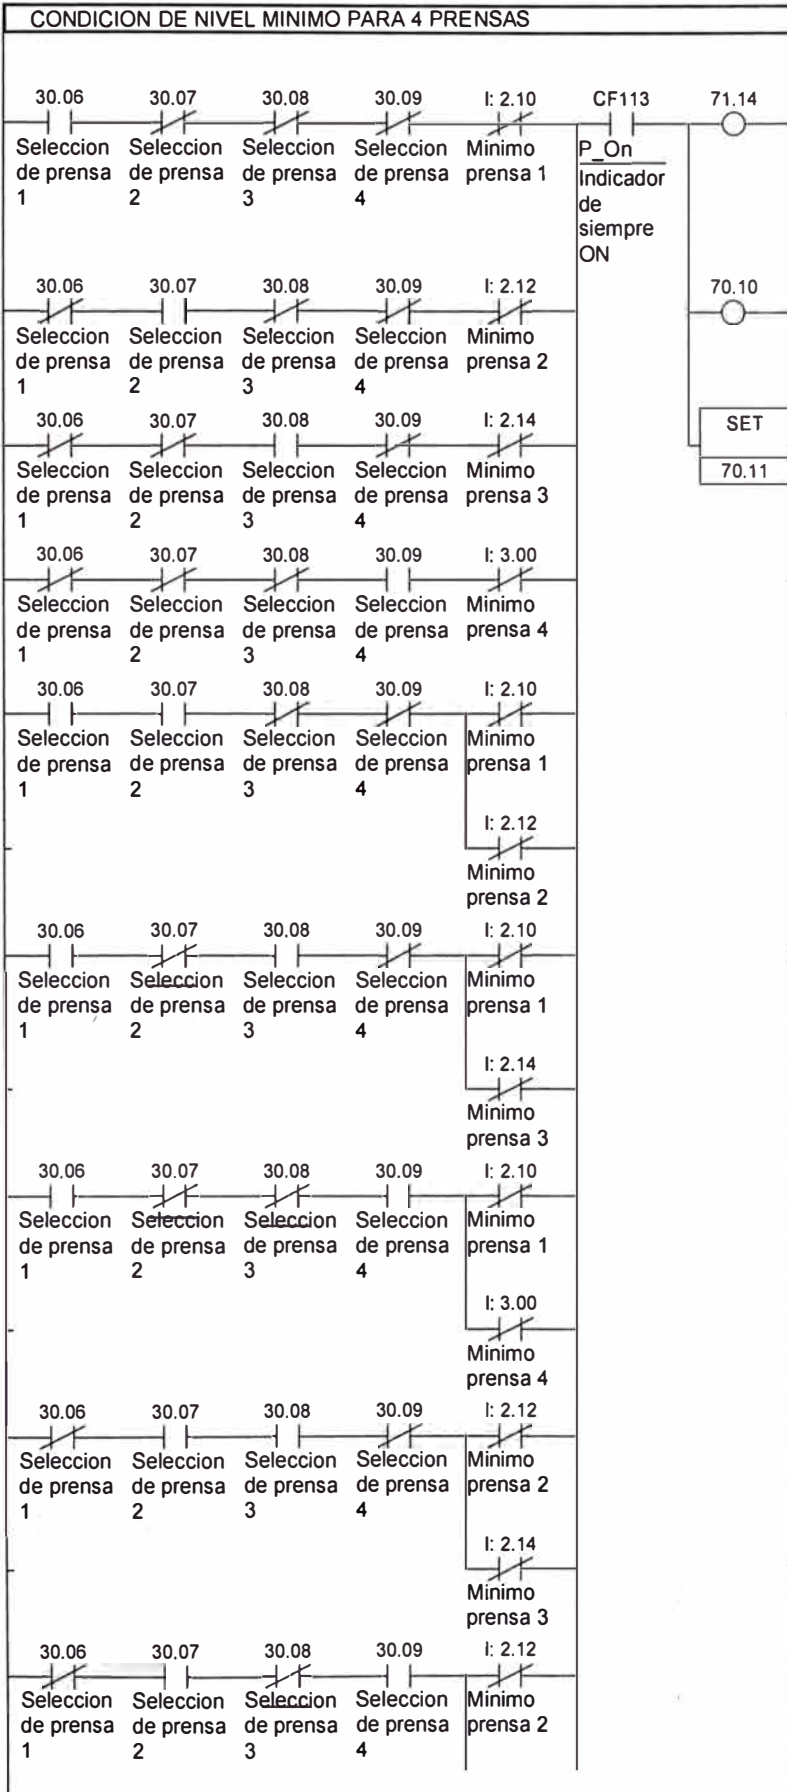 CONDICION DE NIVEL MINIMO PARA 4 PRENSAS
30.06 30.07 30.08 30.09 I: 2.10 CF113 71.14
Seleccion Seleccion Seleccion Seleccion Minimo P_On
de prensa de prensa de prensa de prensa prensa 1 Indicador
1 2 3 4 de
siempre
ON
30.06 30.07 30.08 30.09 I: 2.12 70.10
Seleccion Seleccion Seleccion Seleccion Minimo
de prensa de prensa de prensa de prensa prensa 2
1 2 3 4
30.06 30.07 30.08 30.09 I: 2.14 SET
Seleccion Seleccion Seleccion Seleccion Minimo 70.11
de prensa de prensa de prensa de prensa prensa 3
1 2 3 4
30.06 30.07 30.08 30.09 I: 3.00
Seleccion Seleccion Seleccion Seleccion Minimo
de prensa de prensa de prensa de prensa prensa 4
1 2 3 4
30.06 30.07 30.08 30.09 I: 2.10
Seleccion Seleccion Seleccion Seleccion Minimo
de prensa de prensa de prensa de prensa prensa 1
1 2 3 4
I: 2.12
Minimo
prensa 2
30.06 30.07 30.08 30.09 I: 2.10
Seleccion Seleccion Seleccion Seleccion Minimo
de prensa de prensa de prensa de prensa prensa 1
1 2 3 4
I: 2.14
Minimo
prensa 3
30.06 30.07 30.08 30.09 I: 2.10
Seleccion Seleccion Seleccion Seleccion Minimo
de prensa de prensa de prensa de prensa prensa 1
1 2 3 4
I: 3.00
Minimo
prensa 4
30.06 30.07 30.08 30.09 I: 2.12
Seleccion Seleccion Seleccion Seleccion Minimo
de prensa de prensa de prensa de prensa prensa 2
1 2 3 4
I: 2.14
Minimo
prensa 3
30.06 30.07 30.08 30.09 I: 2.12
Seleccion Seleccion Seleccion Seleccion Minimo
de prensa de prensa de prensa de prensa prensa 2
1 2 3 4